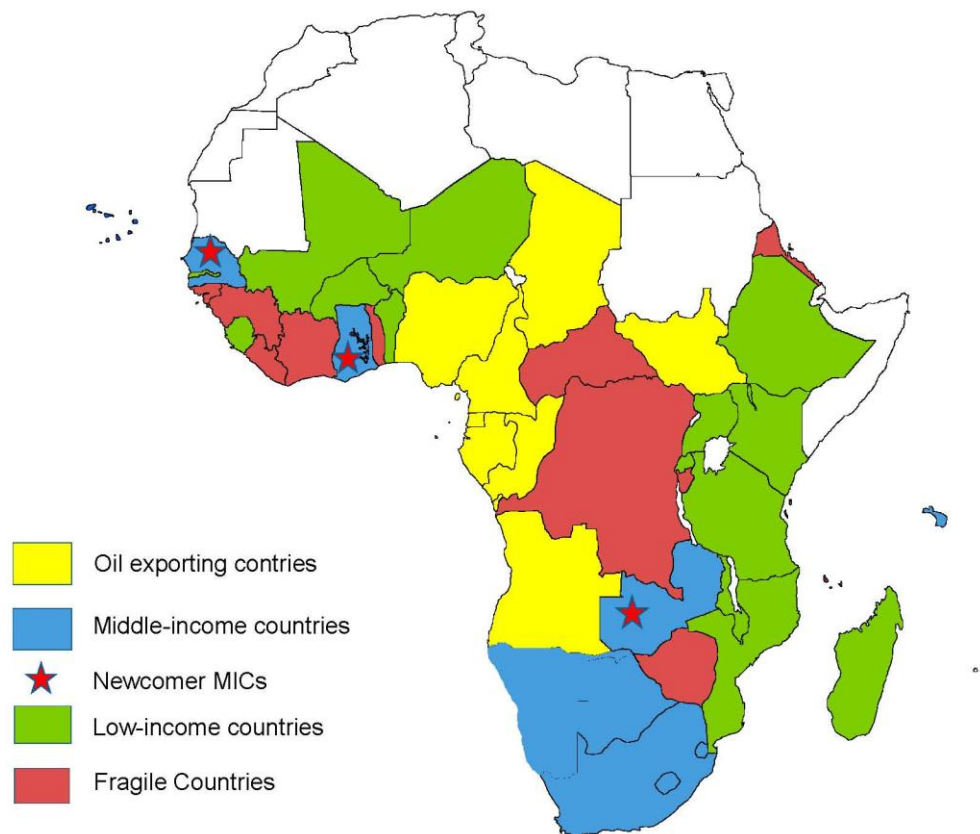 Oil exporting contries
Middle-income countries
Newcomer MICs
Low-income countries
Fragile Countries